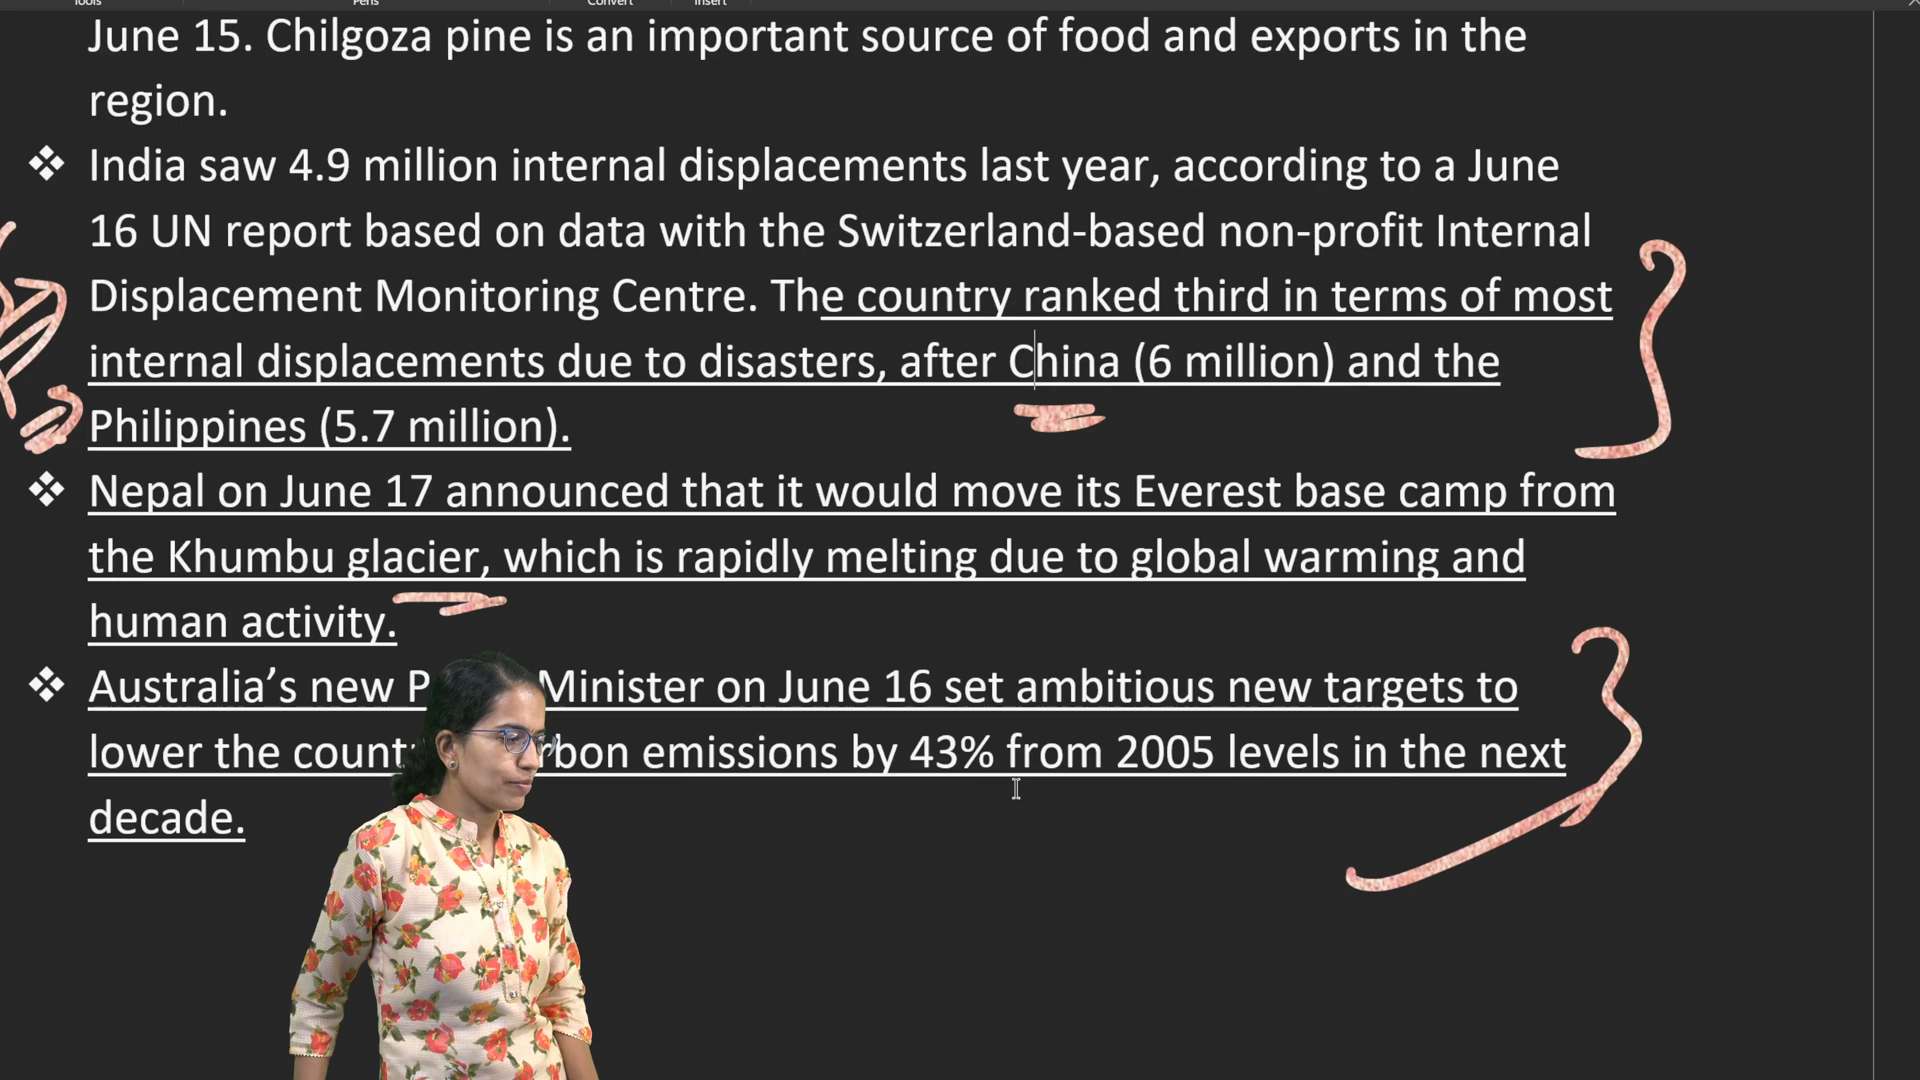 Tools Pens Convert Insert
June 15. Chilgoza pine is an important source of food and exports in the
region.
❖ India saw 4.9 million internal displacements last year, according to a June
16 UN report based on data with the Switzerland-based non-profit Internal
Displacement Monitoring Centre. The country ranked third in terms of most
internal displacements due to disasters, after China (6 million) and the
Philippines (5.7 million).
❖ Nepal on June 17 announced that it would move its Everest base camp from
the Khumbu glacier, which is rapidly melting due to global warming and
human activity.
❖ Australia’s new P Minister on June 16 set ambitious new targets to
lower the count bon emissions by 43% from 2005 levels in the next
decade.